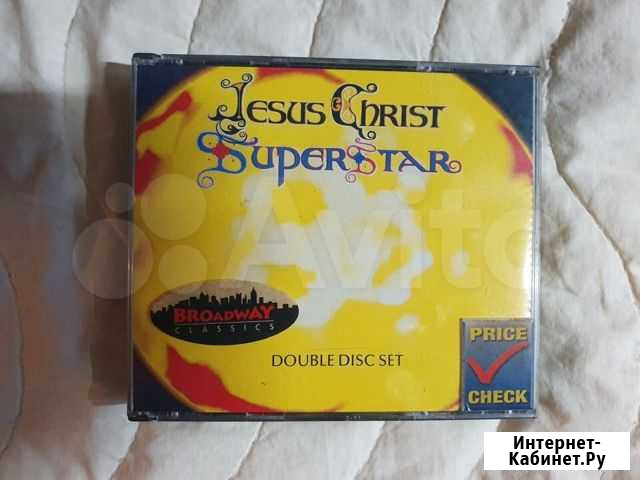 Jesus Christ
Superstar
Avito
BROADWAY
CLASSICS
DOUBLE DISC SET
PRICE
CHECK
Интернет-
Кабинет.Ру